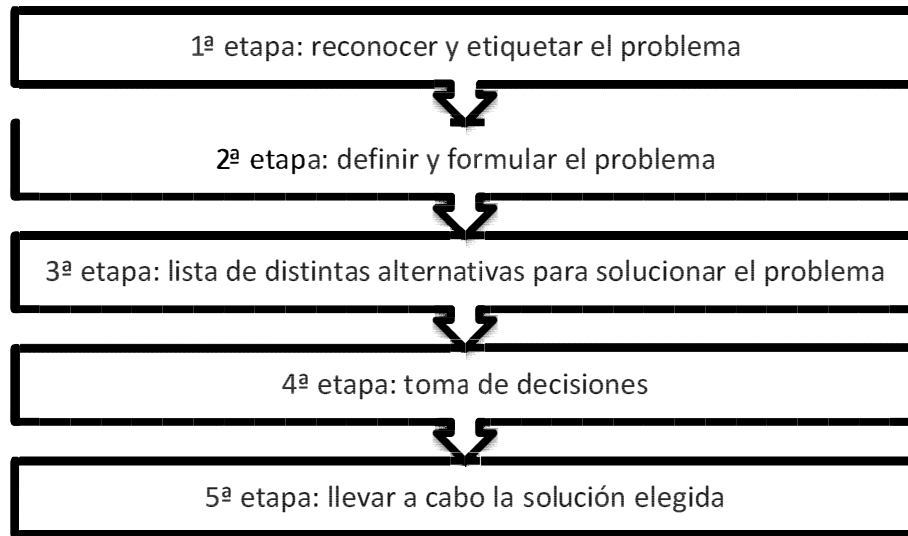 1ª etapa: reconocer y etiquetar el problema
2ª etapa: definir y formular el problema
3ª etapa: lista de distintas alternativas para solucionar el problema
4ª etapa: toma de decisiones
5ª etapa: llevar a cabo la solución elegida